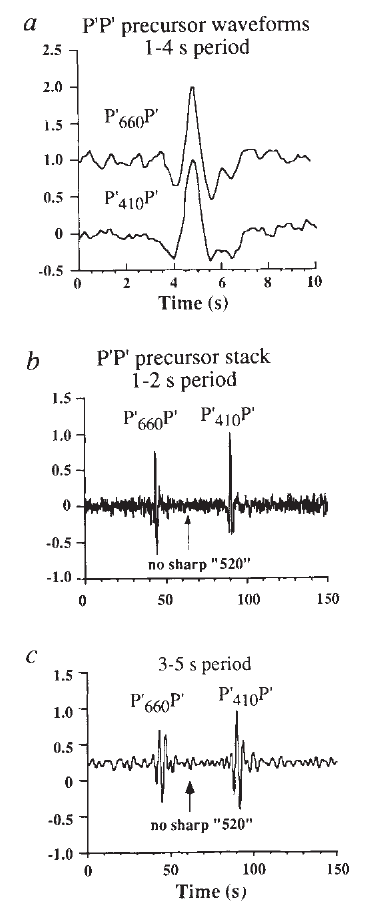 a
P'P' precursor waveforms
1-4 s period
2.5
2.0
1.5
1.0
0.5
0
-0.5
P'660P'
P'410P'
0 2 4 6 8 10
Time (s)
b
P'P' precursor stack
1-2 s period
1.5
1.0
0.5
0
-0.5
-1.0
P'660P' P'410P'
no sharp "520"
0 50 100 150
c
3-5 s period
1.5
1.0
0.5
0
-0.5
-1.0
P'660P' P'410P'
no sharp "520"
0 50 100 150
Time (s)